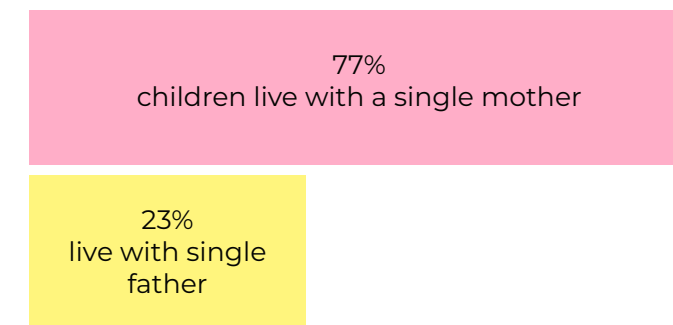 77%
children live with a single mother
23%
live with single
father